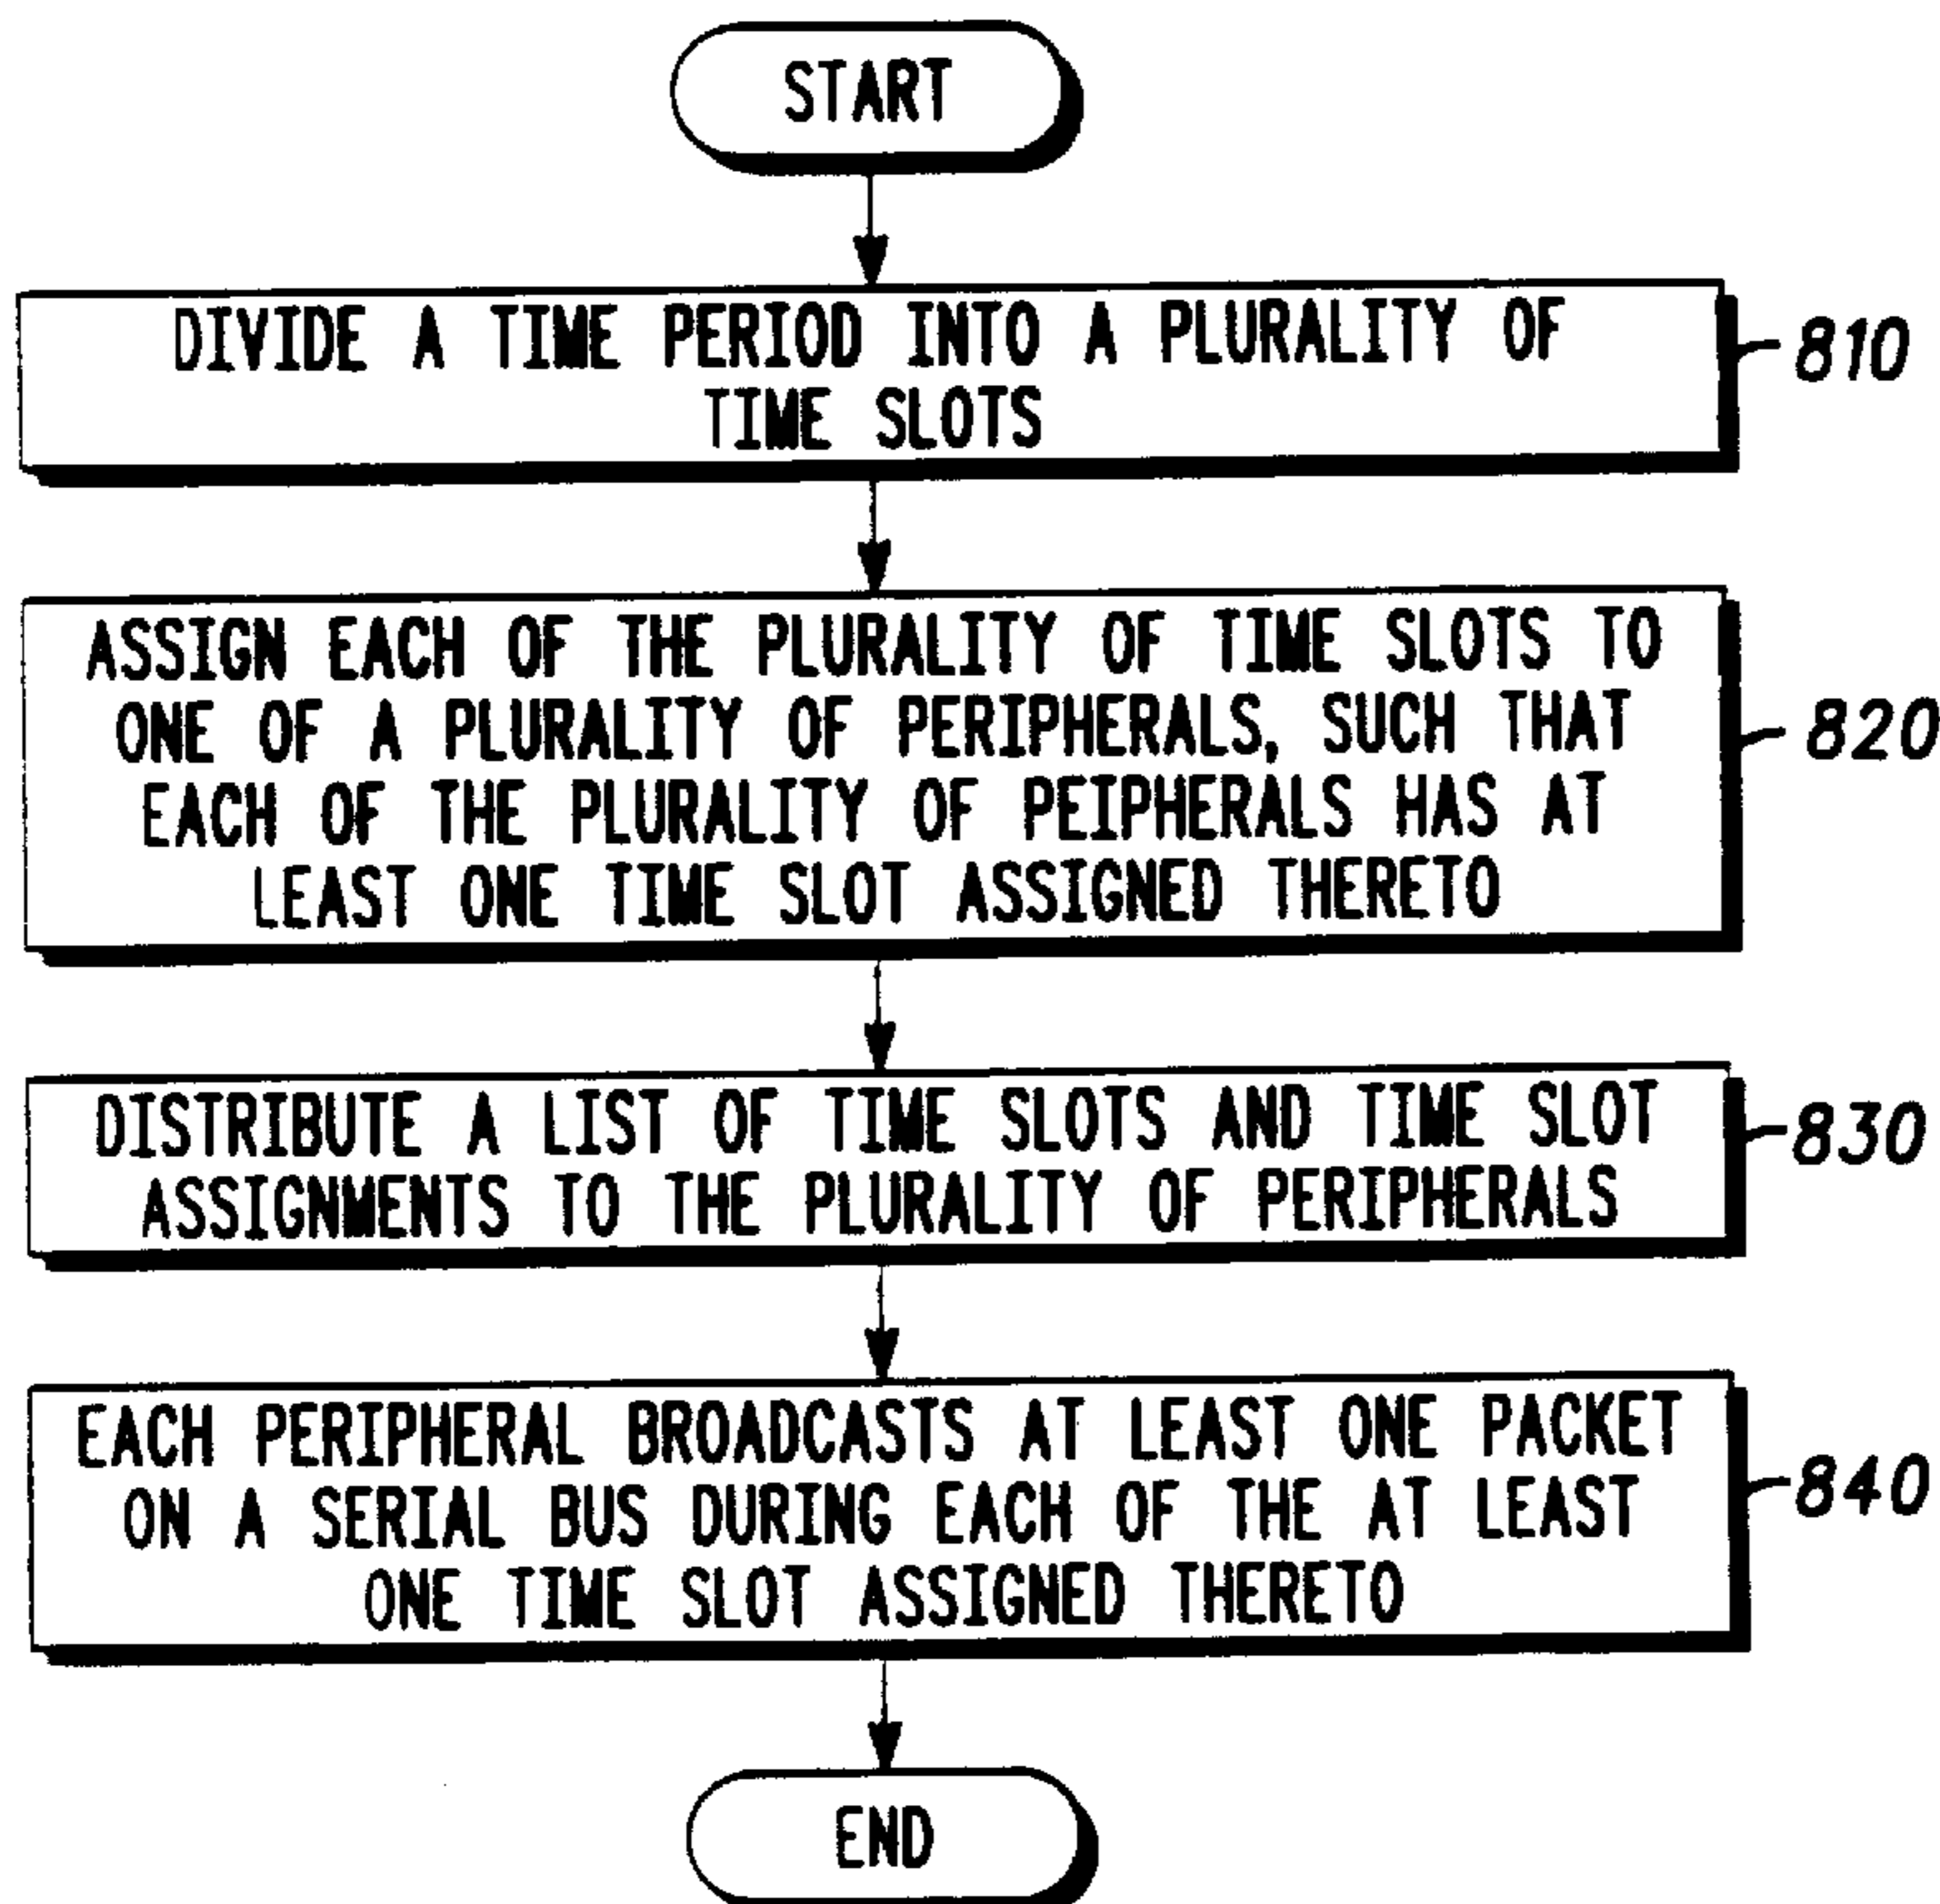 START
DIVIDE A TIME PERIOD INTO A PLURALITY OF
TIME SLOTS
810
ASSIGN EACH OF THE PLURALITY OF TIME SLOTS TO
ONE OF A PLURALITY OF PERIPHERALS, SUCH THAT
EACH OF THE PLURALITY OF PEIPHERALS HAS AT
LEAST ONE TIME SLOT ASSIGNED THERETO
820
DISTRIBUTE A LIST OF TIME SLOTS AND TIME SLOT
ASSIGNMENTS TO THE PLURALITY OF PERIPHERALS
830
EACH PERIPHERAL BROADCASTS AT LEAST ONE PACKET
ON A SERIAL BUS DURING EACH OF THE AT LEAST
ONE TIME SLOT ASSIGNED THERETO
840
END